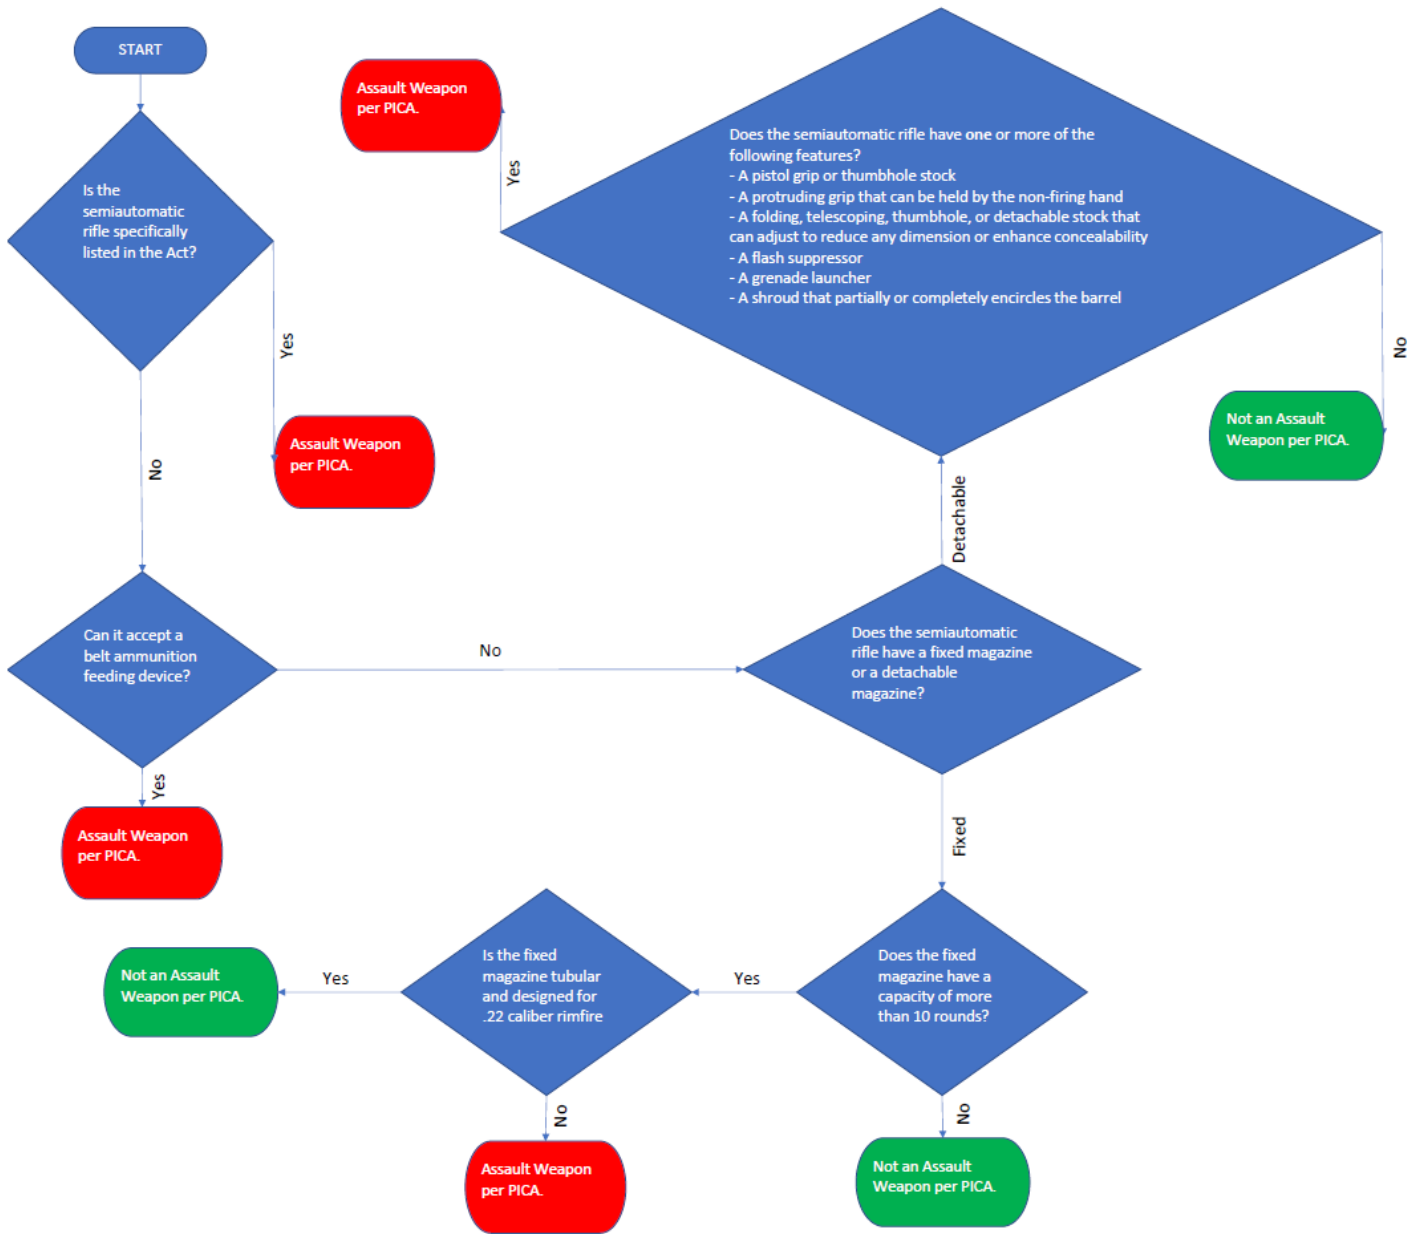 START
Is the
semiautomatic
rifle specifically
listed in the Act?
Yes
Assault Weapon
per PICA.
No
Can it accept a
belt ammunition
feeding device?
Yes
Assault Weapon
per PICA.
No
Does the semiautomatic
rifle have a fixed magazine
or a detachable
magazine?
Detachable
Does the semiautomatic rifle have one or more of the
following features?
- A pistol grip or thumbhole stock
- A protruding grip that can be held by the non-firing hand
- A folding, telescoping, thumbhole, or detachable stock that
can adjust to reduce any dimension or enhance concealability
- A flash suppressor
- A grenade launcher
- A shroud that partially or completely encircles the barrel
Yes
Assault Weapon
per PICA.
No
Not an Assault
Weapon per PICA.
Fixed
Does the fixed
magazine have a
capacity of more
than 10 rounds?
Yes
Is the fixed
magazine tubular
and designed for
.22 caliber rimfire
Yes
Not an Assault
Weapon per PICA.
No
Assault Weapon
per PICA.
No
Not an Assault
Weapon per PICA.